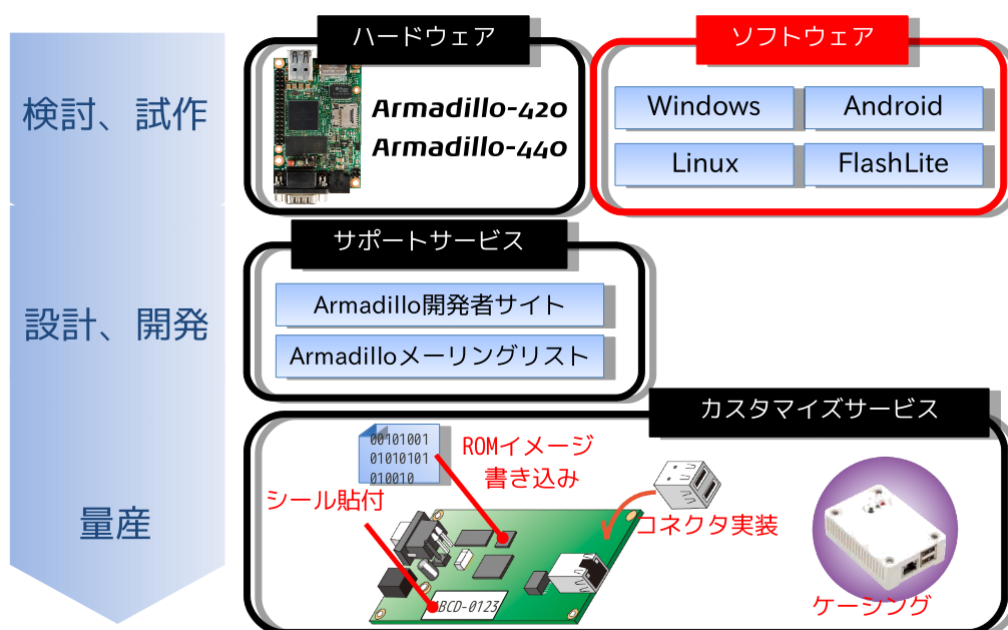 検討、試作
ハードウェア
Armadillo-420
Armadillo-440
ソフトウェア
Windows
Android
Linux
FlashLite
設計、開発
サポートサービス
Armadillo開発者サイト
Armadilloメーリングリスト
量産
カスタマイズサービス
00101001
01010101
010010
ROMイメージ
書き込み
シール貼付
コネクタ実装
ABCD-0123
ケーシング